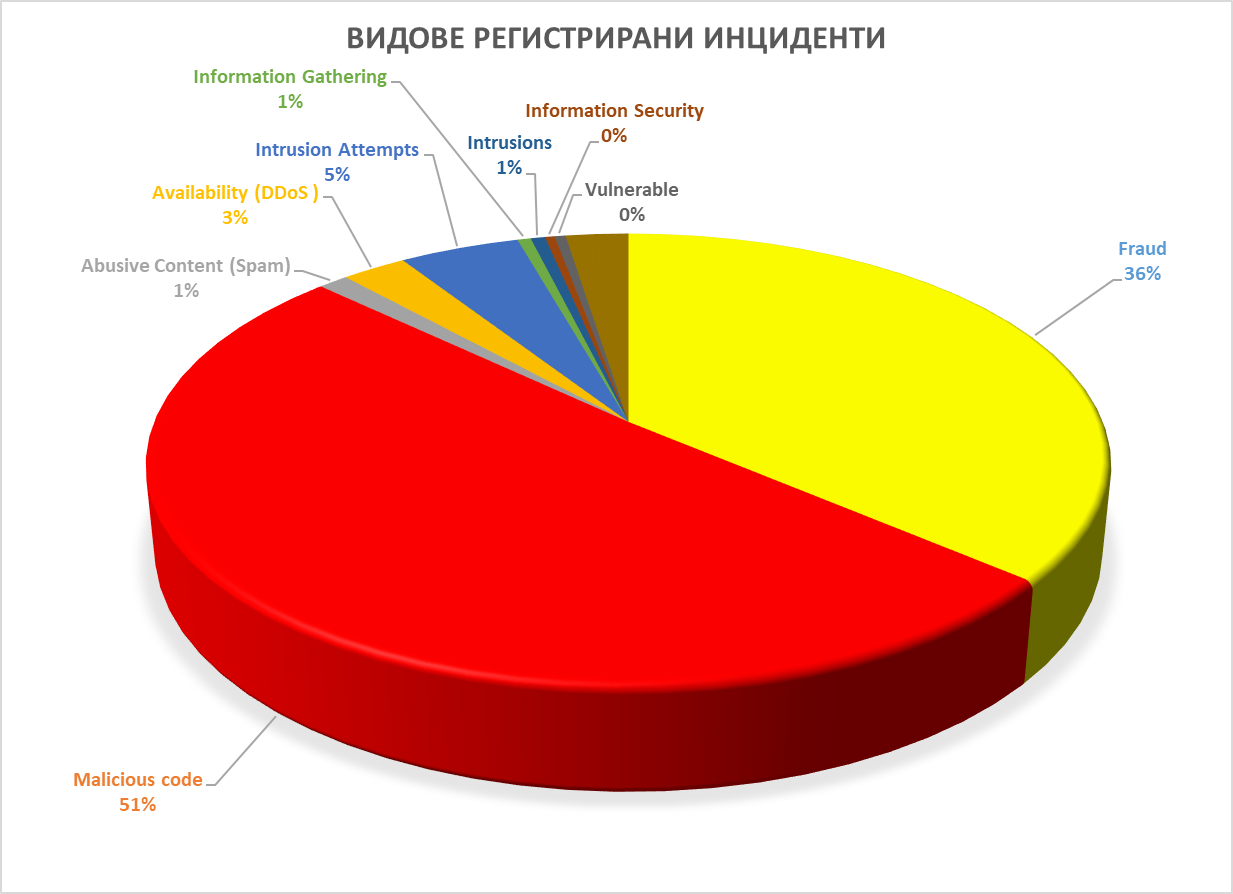 ВИДОВЕ РЕГИСТРИРАНИ ИНЦИДЕНТИ
Information Gathering
1%
Information Security
0%
Intrusions
1%
Intrusion Attempts
5%
Vulnerable
0%
Availability (DDoS )
3%
Fraud
36%
Abusive Content (Spam)
1%
Malicious code
51%